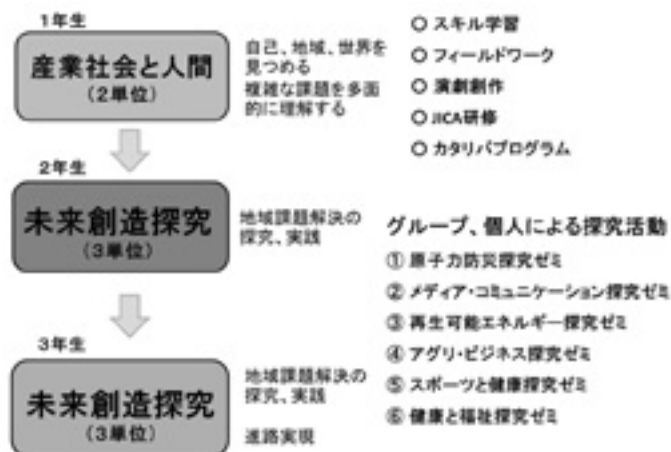 1年生
産業社会と人間
(2単位)
自己、地域、世界を
見つめる
複雑な課題を多面
的に理解する
○ スキル学習
○ フィールドワーク
○ 演劇創作
○ JICA研修
○ カタリバプログラム
2年生
未来創造探究
(3単位)
地域課題解決の
探究、実践
グループ、個人による探究活動
① 原子力防災探究ゼミ
② メディア・コミュニケーション探究ゼミ
③ 再生可能エネルギー探究ゼミ
④ アグリ・ビジネス探究ゼミ
⑤ スポーツと健康探究ゼミ
⑥ 健康と福祉探究ゼミ
3年生
未来創造探究
(3単位)
地域課題解決の
探究、実践
進路実現